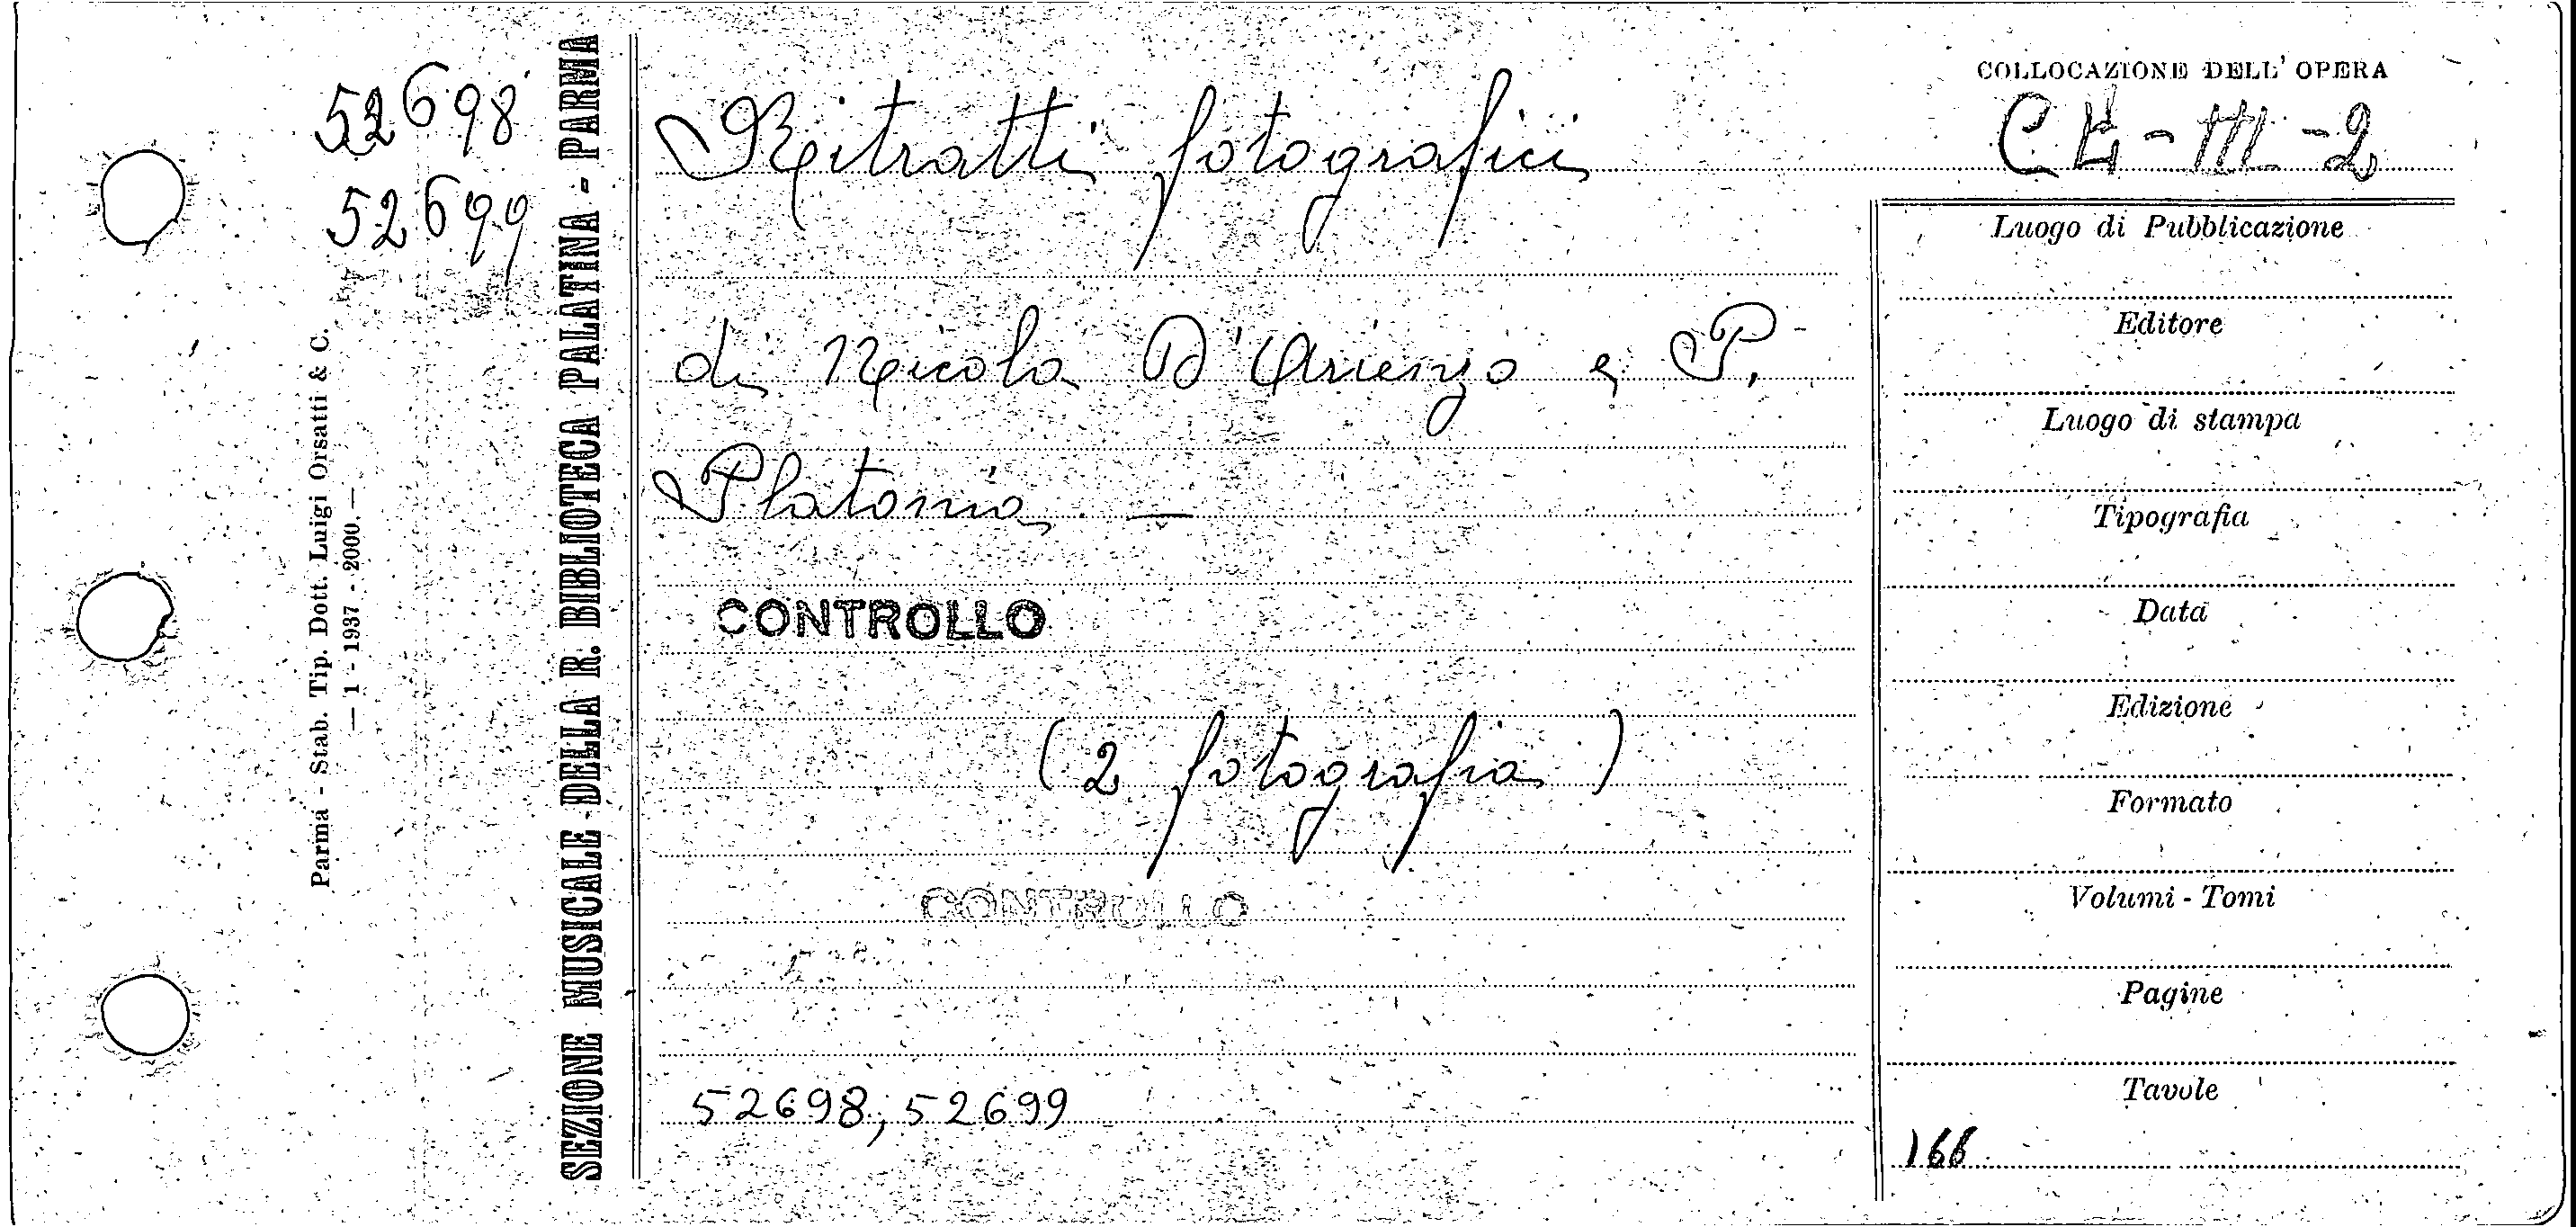 52698
52699
Parma - Stab. Tip. Dott. Luigi Orsatti & C.
— 1 - 1937 - 2000. —
SEZIONE MUSICALE DELLA R. BIBLIOTECA PALATINA - PARMA
Ritratti fotografici
di Nicola D'Arienzo e P.
Platania —
CONTROLLO
(2 fotografia)
CONTROLLO
52698, 52699
COLLOCAZIONE DELL' OPERA
-III-2
Luogo di Pubblicazione
Editore
Luogo di stampa
Tipografia
Data
Edizione
Formato
Volumi - Tomi
Pagine
Tavole
166